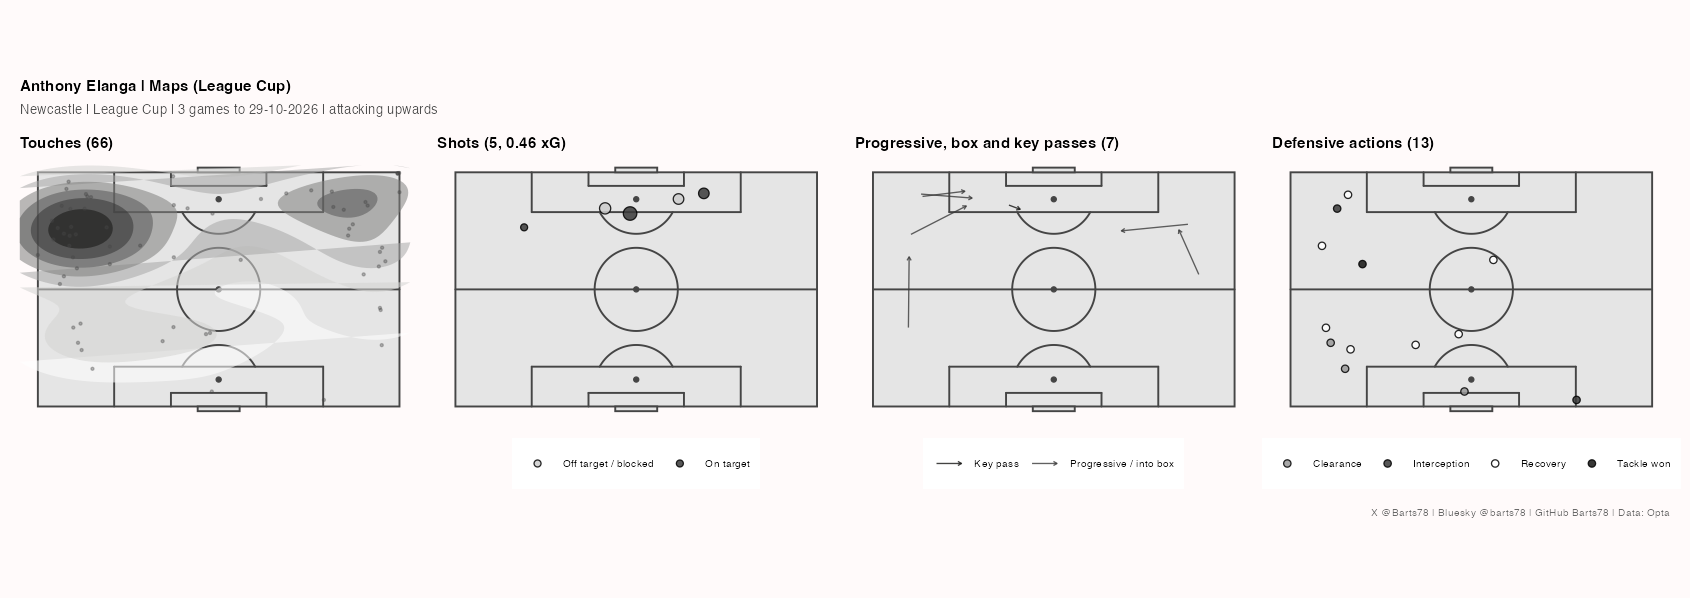 Anthony Elanga | Maps (League Cup)
Newcastle | League Cup | 3 games to 29-10-2026 | attacking upwards
Touches (66)
Shots (5, 0.46 xG)
Progressive, box and key passes (7)
Defensive actions (13)
Off target / blocked
On target
Key pass
Progressive / into box
Clearance
Interception
Recovery
Tackle won
X @Barts78 | Bluesky @barts78 | GitHub Barts78 | Data: Opta